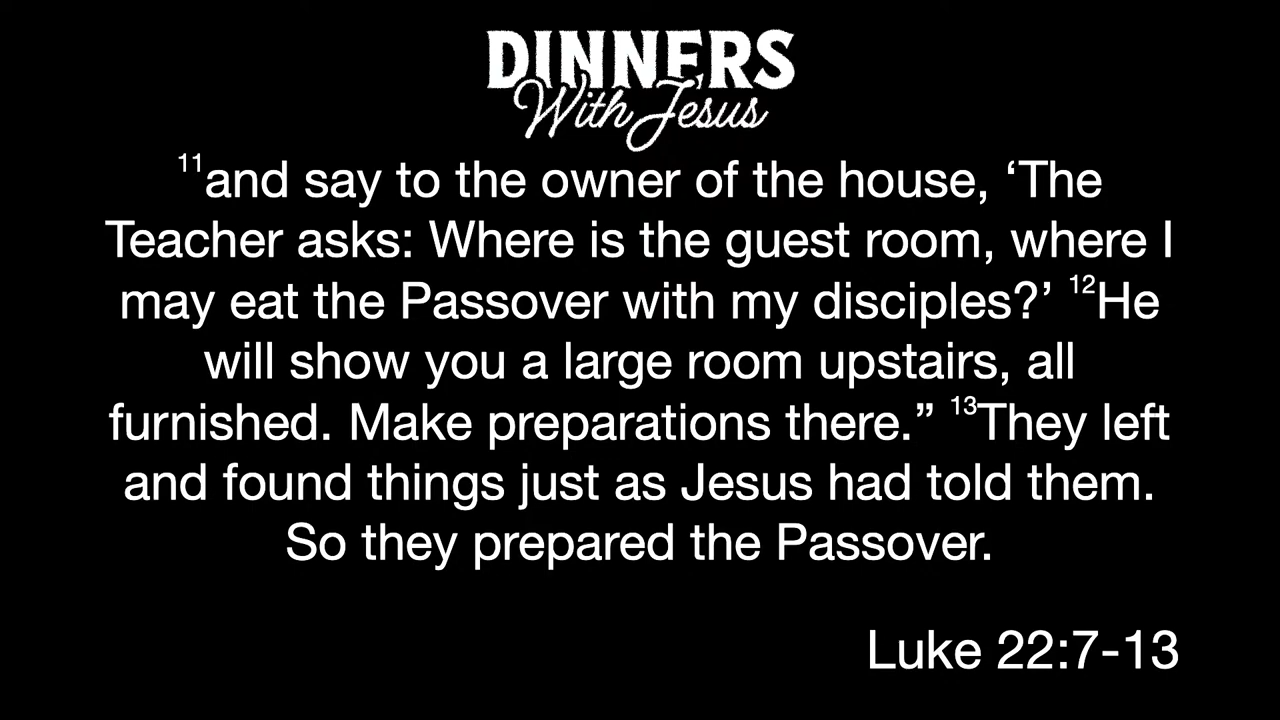 DINNERS
With Jesus
¹¹and say to the owner of the house, ‘The
Teacher asks: Where is the guest room, where I
may eat the Passover with my disciples?’ ¹²He
will show you a large room upstairs, all
furnished. Make preparations there.” ¹³They left
and found things just as Jesus had told them.
So they prepared the Passover.
Luke 22:7-13